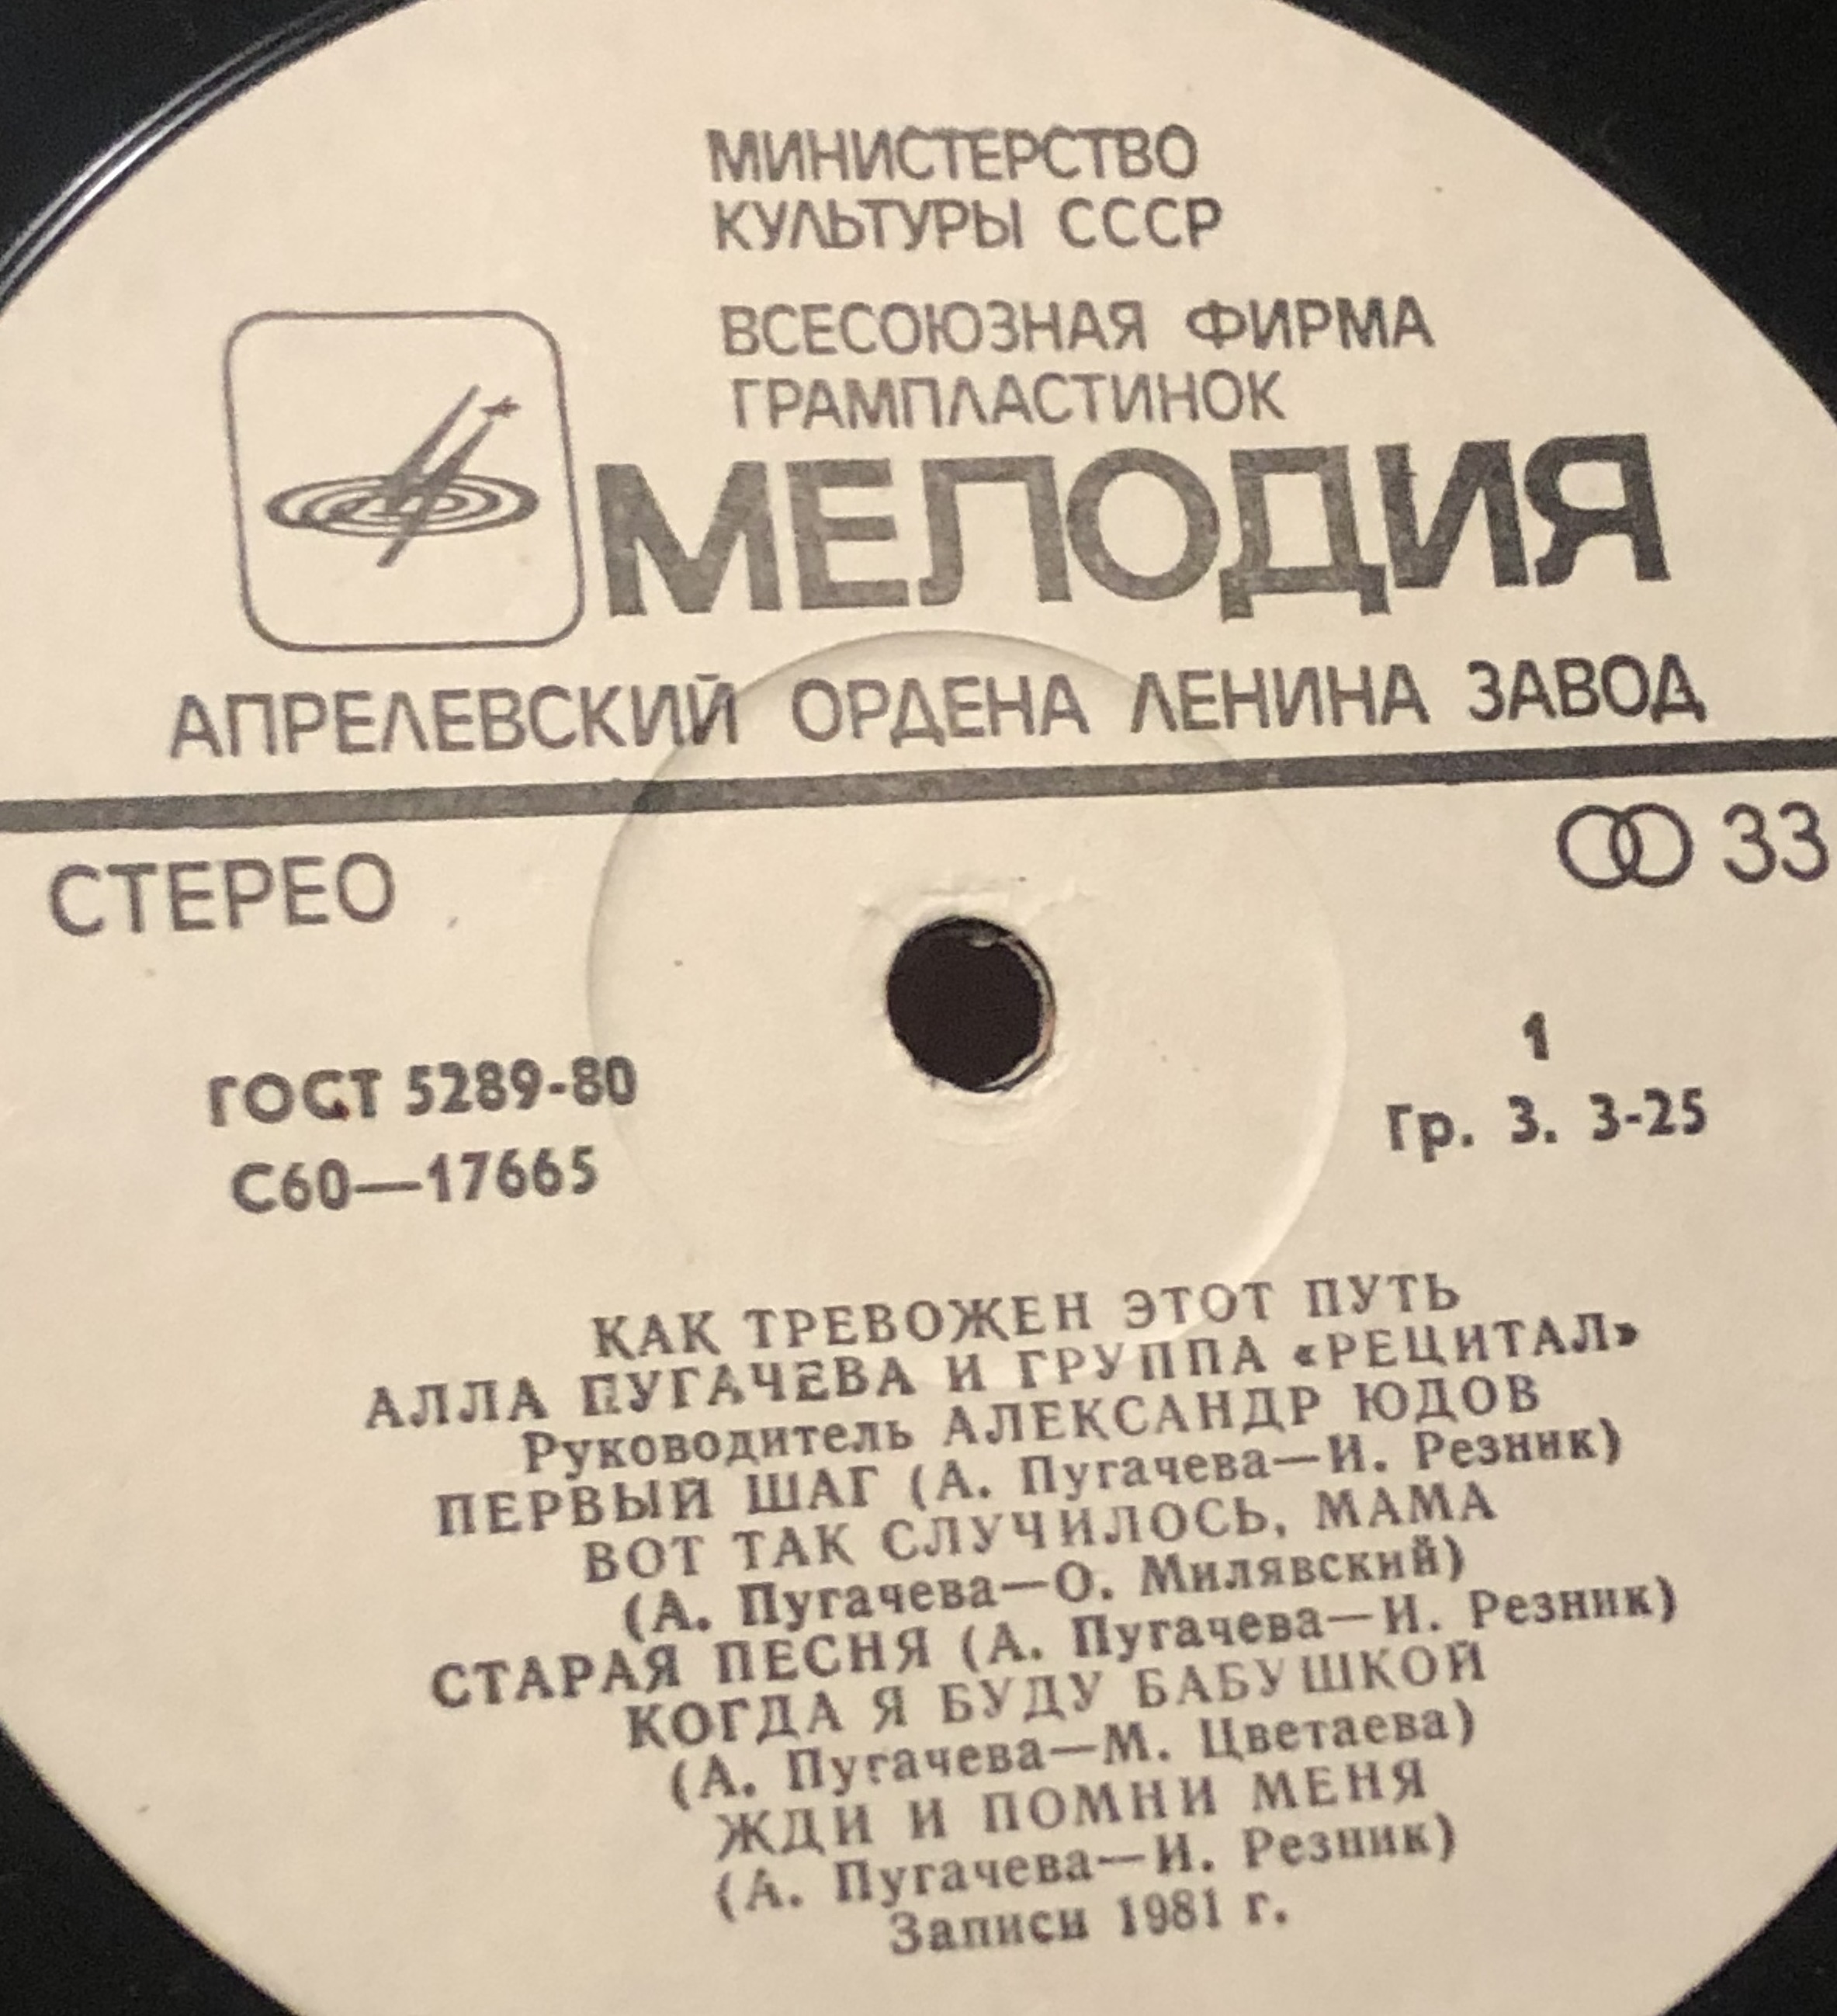 МИНИСТЕРСТВО
КУЛЬТУРЫ СССР
ВСЕСОЮЗНАЯ ФИРМА
ГРАМПЛАСТИНОК
МЕЛОДИЯ
АПРЕЛЕВСКИЙ ОРДЕНА ЛЕНИНА ЗАВОД
СТЕРЕО
33
ГОСТ 5289-80
С60—17665
1
Гр. 3. 3-25
КАК ТРЕВОЖЕН ЭТОТ ПУТЬ
АЛЛА ПУГАЧЕВА И ГРУППА «РЕЦИТАЛ»
Руководитель АЛЕКСАНДР ЮДОВ
ПЕРВЫЙ ШАГ (А. Пугачева—И. Резник)
ВОТ ТАК СЛУЧИЛОСЬ, МАМА
(А. Пугачева—О. Милявский)
СТАРАЯ ПЕСНЯ (А. Пугачева—И. Резник)
КОГДА Я БУДУ БАБУШКОЙ
(А. Пугачева—М. Цветаева)
ЖДИ И ПОМНИ МЕНЯ
(А. Пугачева—И. Резник)
Записи 1981 г.